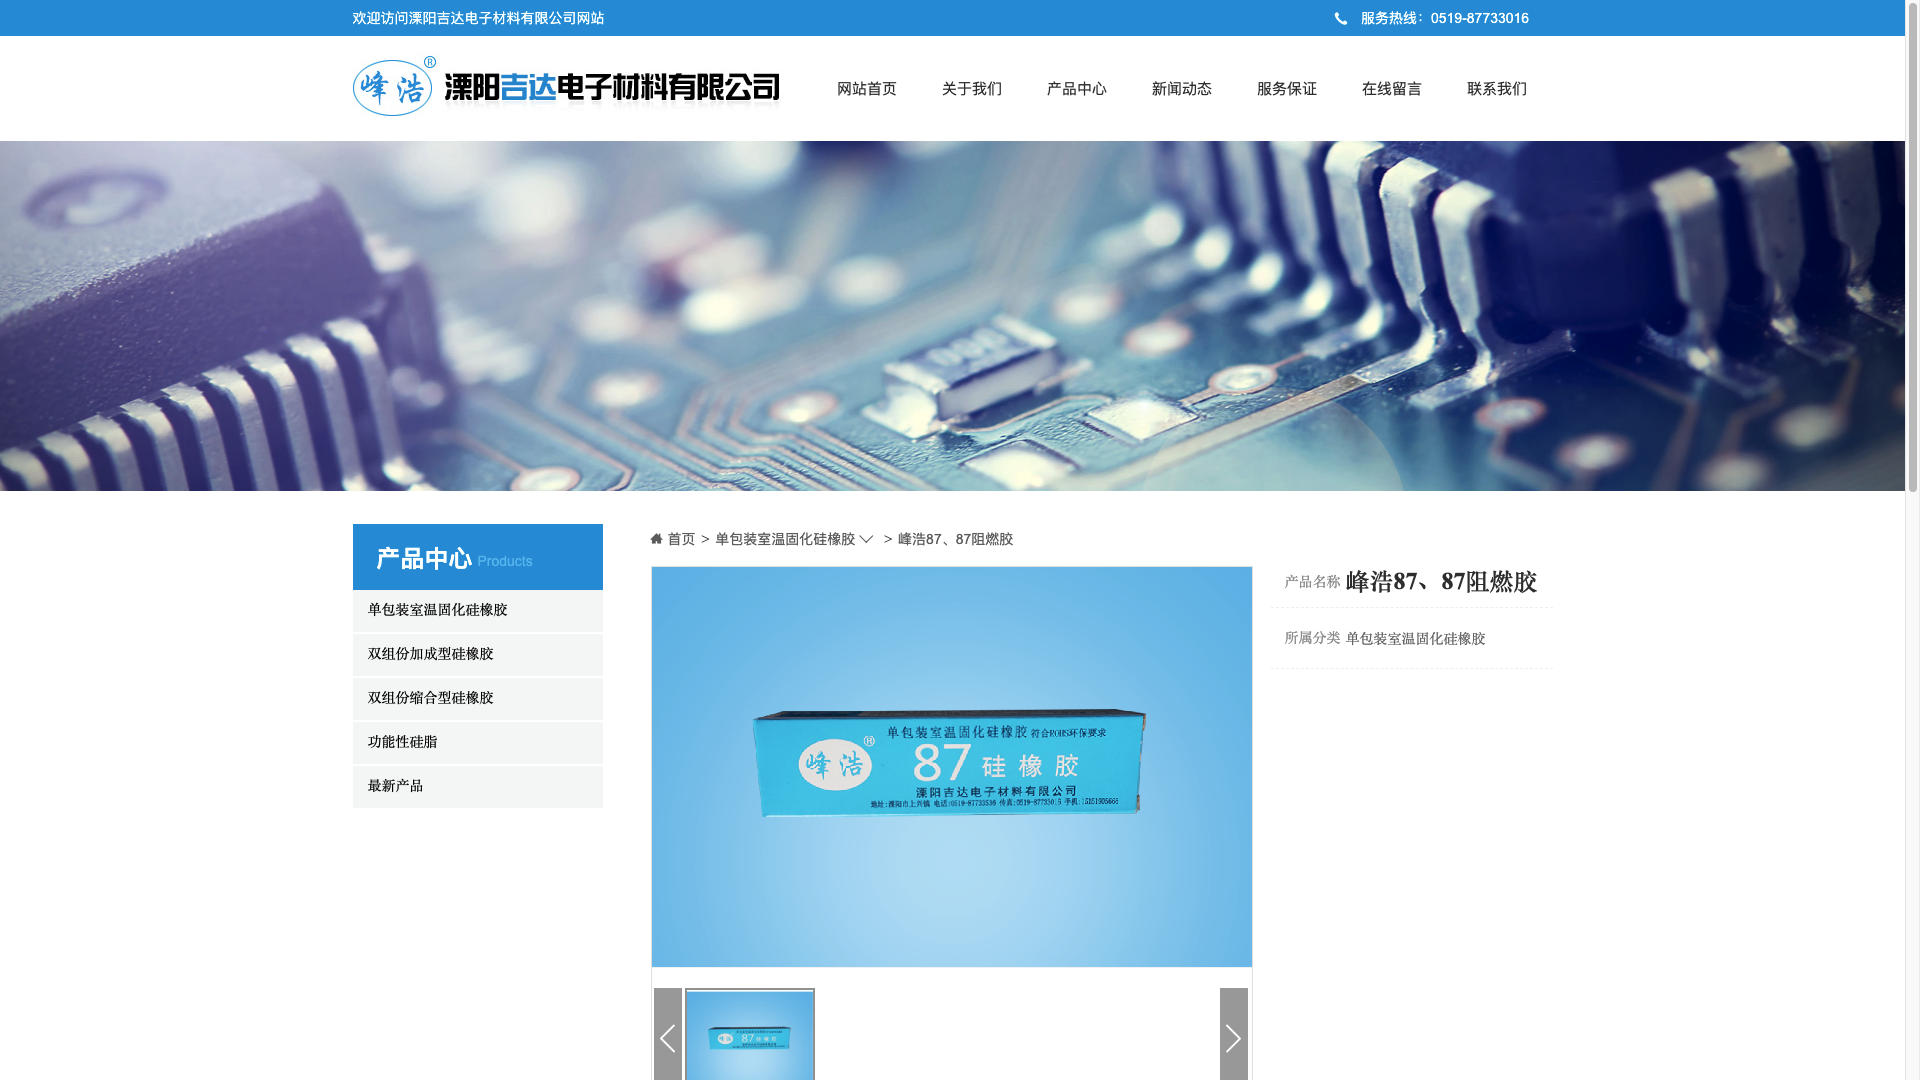 欢迎访问溧阳吉达电子材料有限公司网站
服务热线：0519-87733016
峰浩®
溧阳吉达电子材料有限公司
网站首页 关于我们 产品中心 新闻动态 服务保证 在线留言 联系我们
产品中心 Products
单包装室温固化硅橡胶
双组份加成型硅橡胶
双组份缩合型硅橡胶
功能性硅脂
最新产品
首页 > 单包装室温固化硅橡胶 > 峰浩87、87阻燃胶
单包装室温固化硅橡胶 符合ROHS环保要求
峰浩®
87 硅橡胶
溧阳吉达电子材料有限公司
地址:溧阳市上兴镇 电话:0519-87733536 传真:0519-87733016 手机:15151905666
产品名称 峰浩87、87阻燃胶
所属分类 单包装室温固化硅橡胶
峰浩
87 硅橡胶